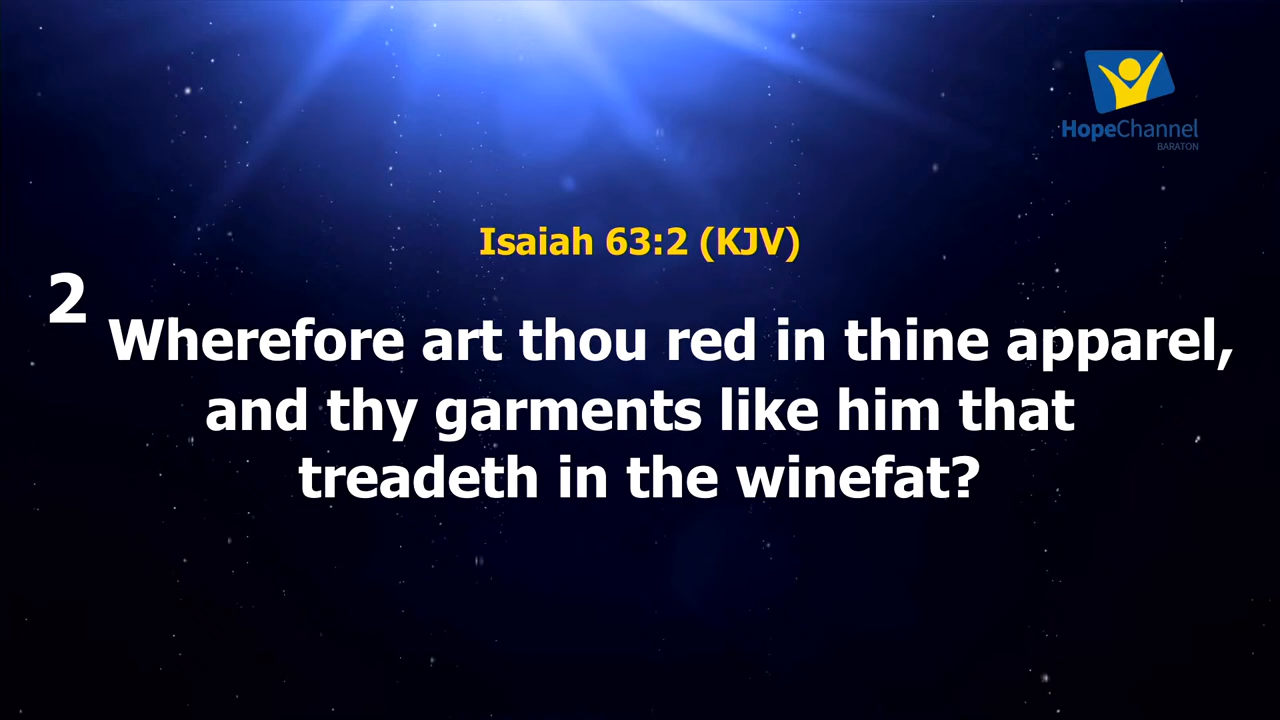 HopeChannel
BARATON
Isaiah 63:2 (KJV)
2 Wherefore art thou red in thine apparel,
and thy garments like him that
treadeth in the winefat?